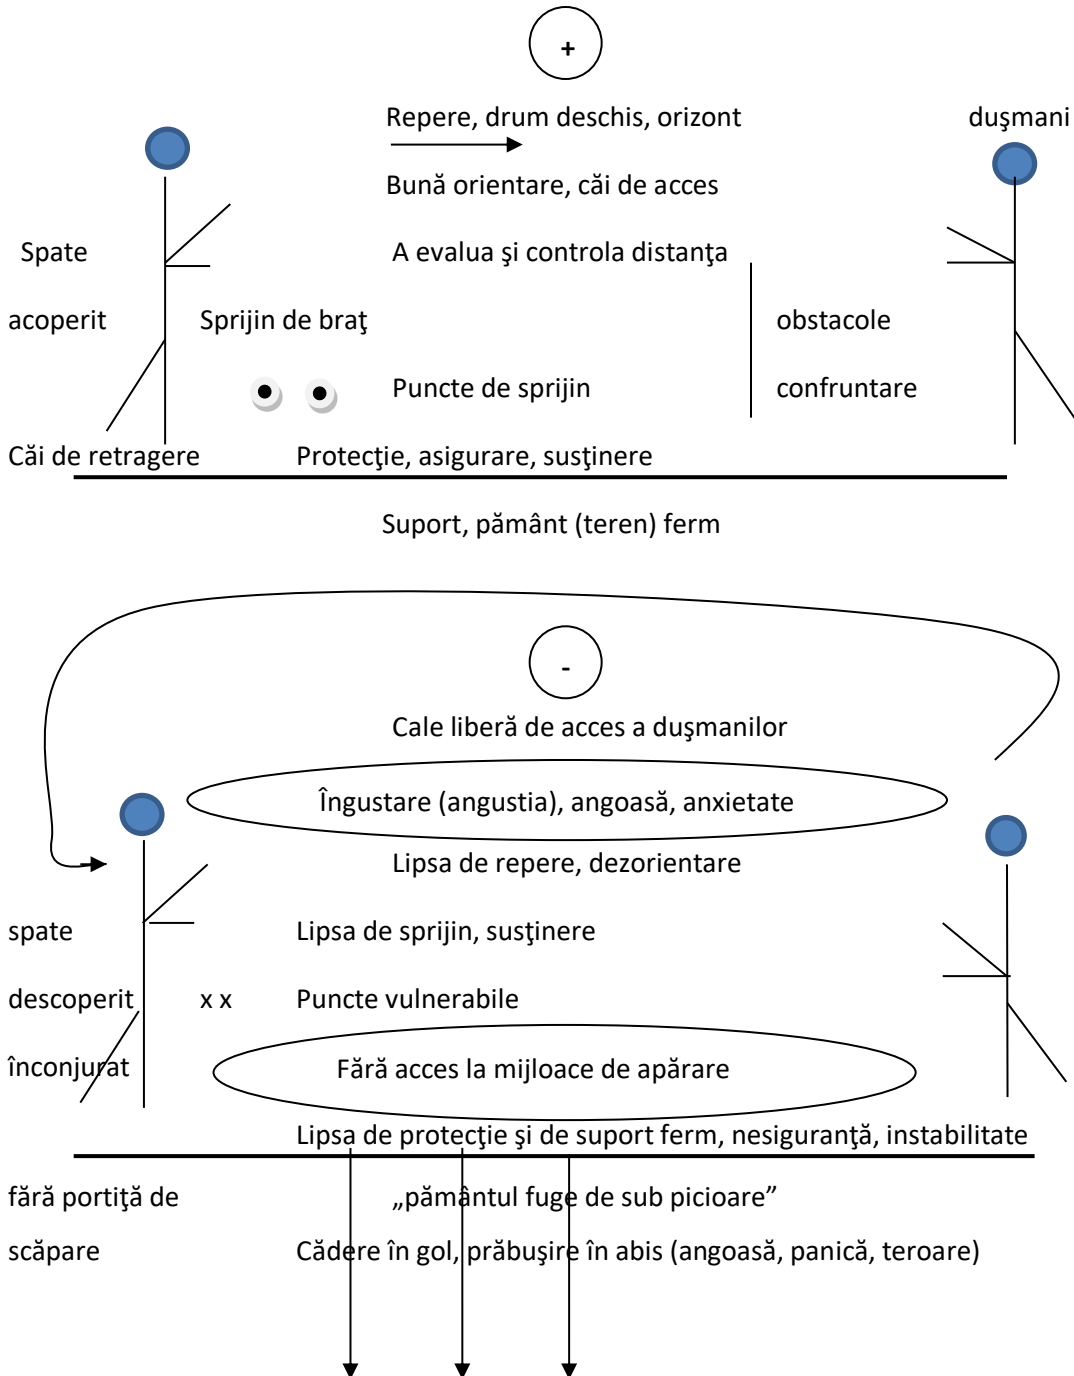 +
Repere, drum deschis, orizont duşmani
Bună orientare, căi de acces
Spate A evalua şi controla distanţa
acoperit Sprijin de braţ obstacole
Puncte de sprijin confruntare
Căi de retragere Protecţie, asigurare, susţinere
Suport, pământ (teren) ferm
-
Cale liberă de acces a duşmanilor
Îngustare (angustia), angoasă, anxietate
Lipsa de repere, dezorientare
spate Lipsa de sprijin, susţinere
descoperit x x Puncte vulnerabile
înconjurat Fără acces la mijloace de apărare
Lipsa de protecţie şi de suport ferm, nesiguranţă, instabilitate
fără portiţă de „pământul fuge de sub picioare”
scăpare Cădere în gol, prăbuşire în abis (angoasă, panică, teroare)